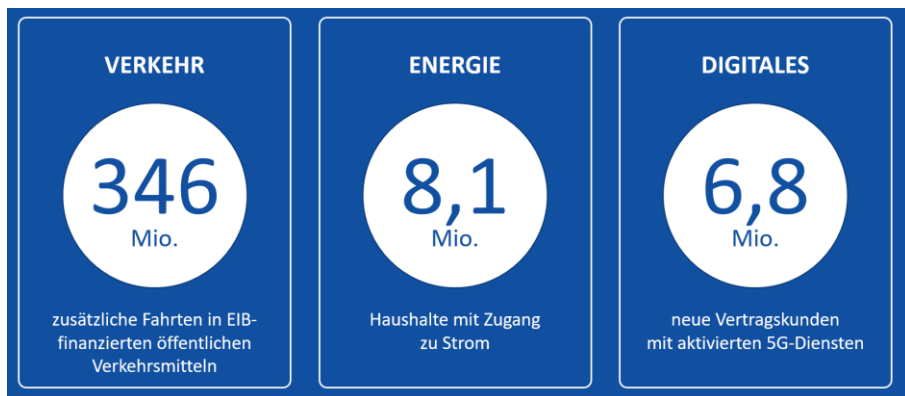 VERKEHR
346
Mio.
zusätzliche Fahrten in EIB-
finanzierten öffentlichen
Verkehrsmitteln
ENERGIE
8,1
Mio.
Haushalte mit Zugang
zu Strom
DIGITALES
6,8
Mio.
neue Vertragskunden
mit aktivierten 5G-Diensten